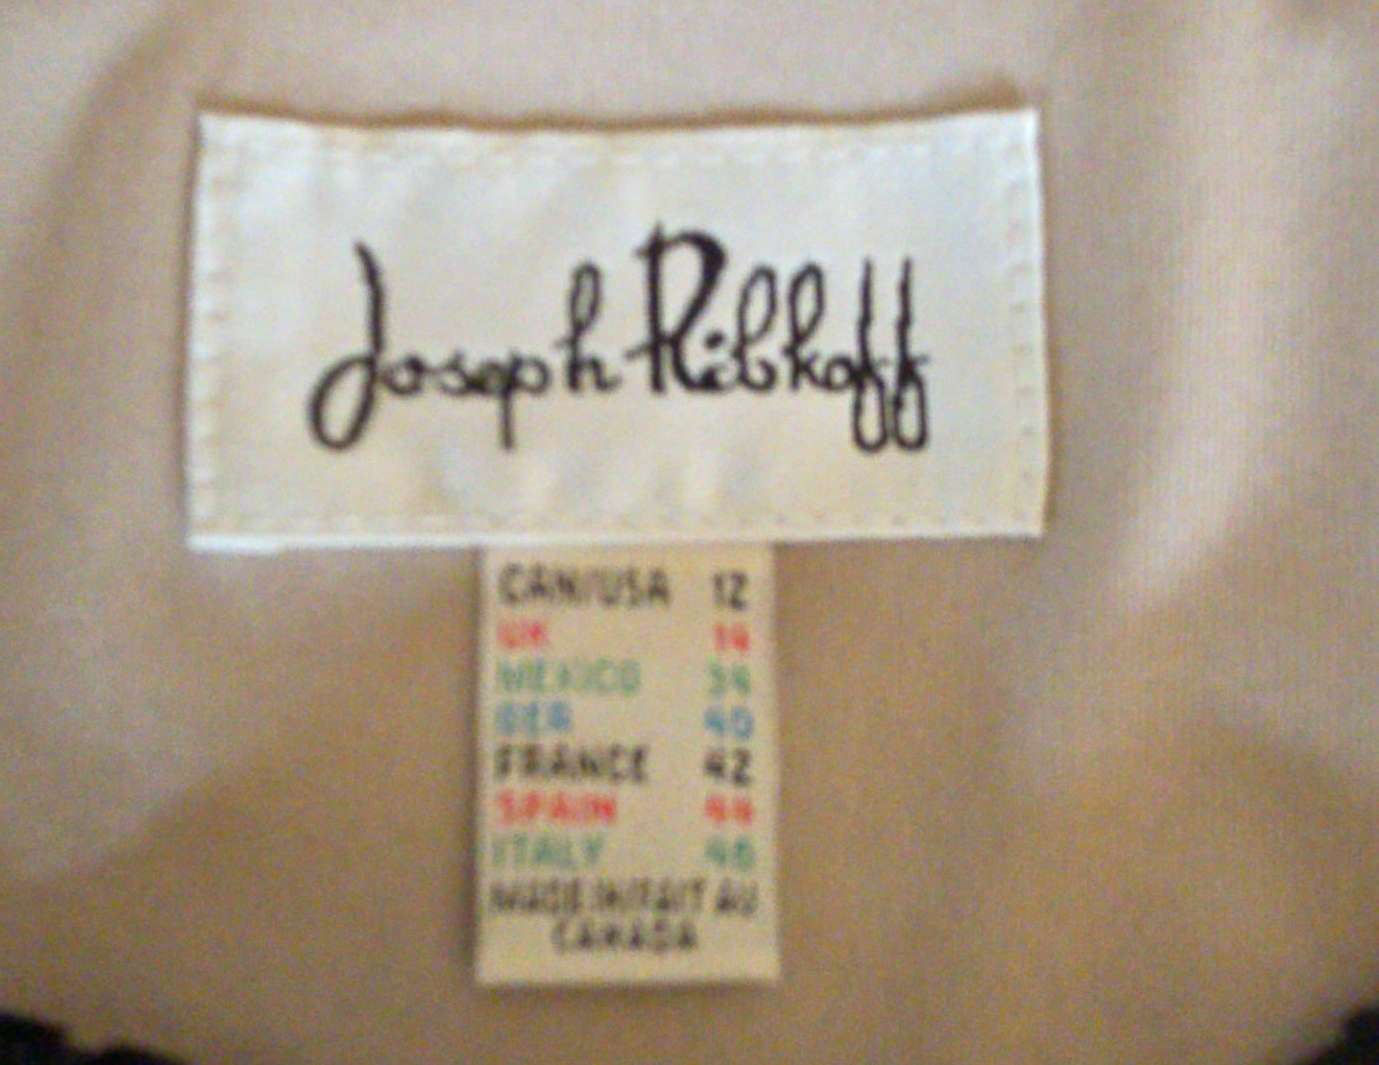 Joseph Ribkoff
CAN/USA 12
UK 14
MEXICO 34
GER 40
FRANCE 42
SPAIN 44
ITALY 46
MADE IN/FAIT AU
CANADA